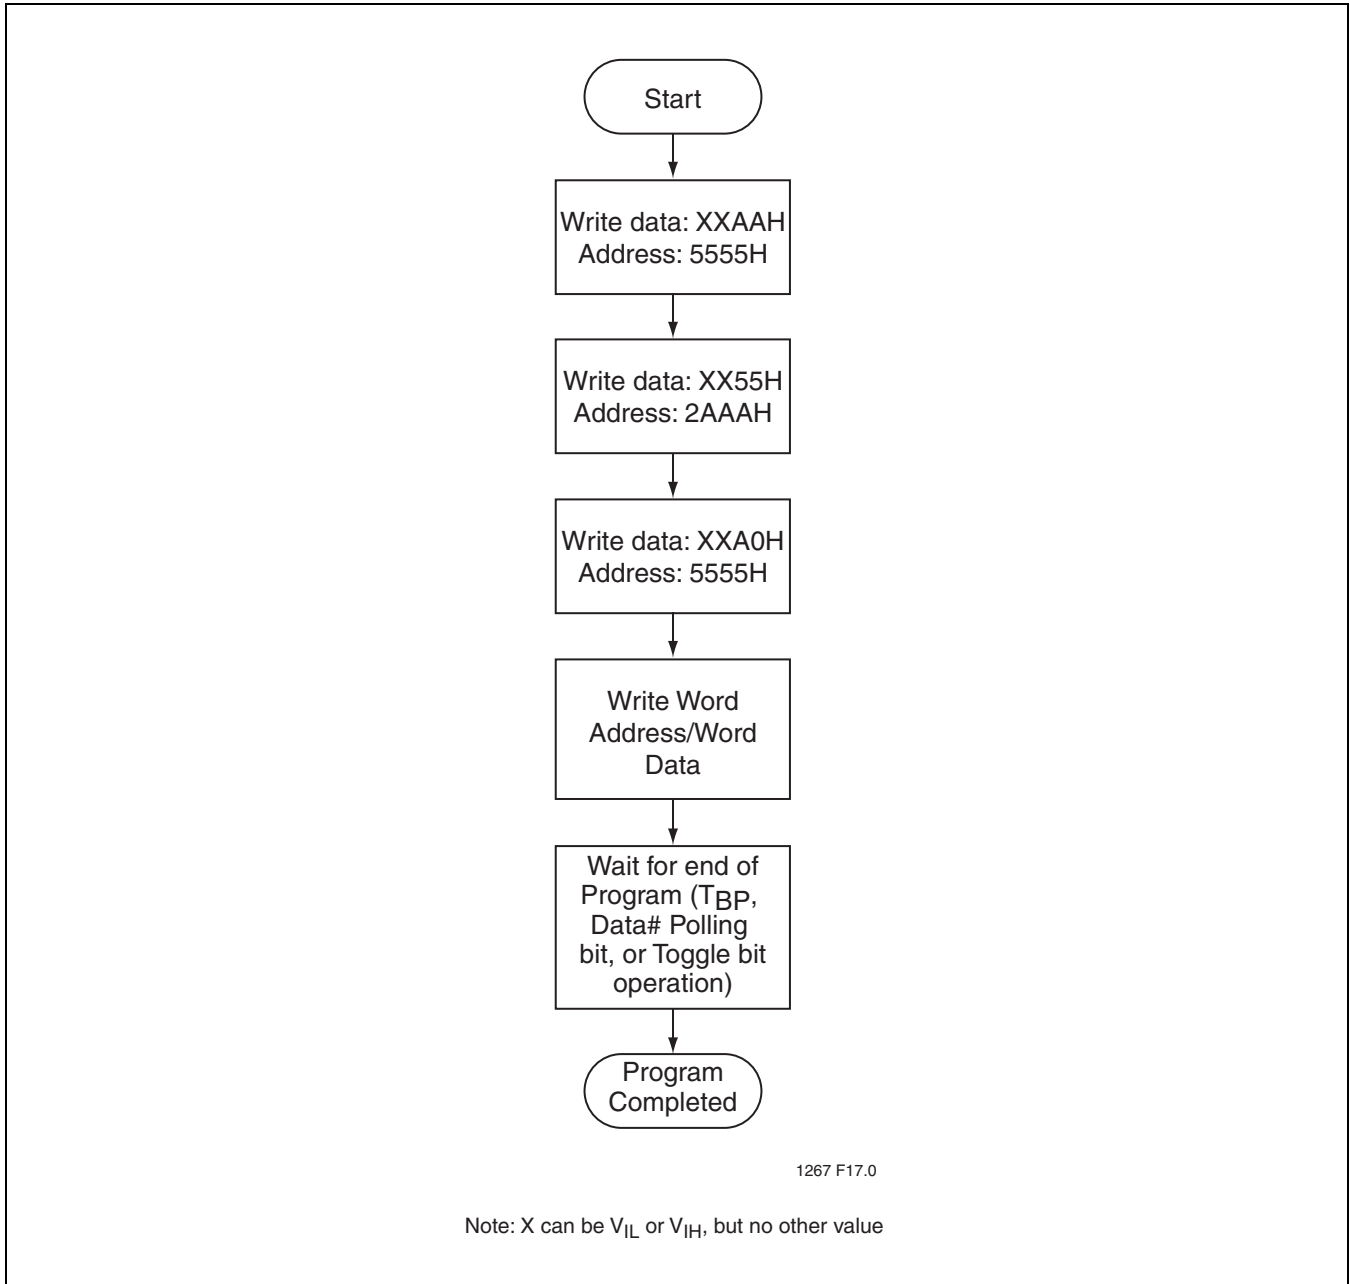 Start
Write data: XXAAH
Address: 5555H
Write data: XX55H
Address: 2AAAH
Write data: XXA0H
Address: 5555H
Write Word
Address/Word
Data
Wait for end of
Program (TBP,
Data# Polling
bit, or Toggle bit
operation)
Program
Completed
1267 F17.0
Note: X can be VIL or VIH, but no other value